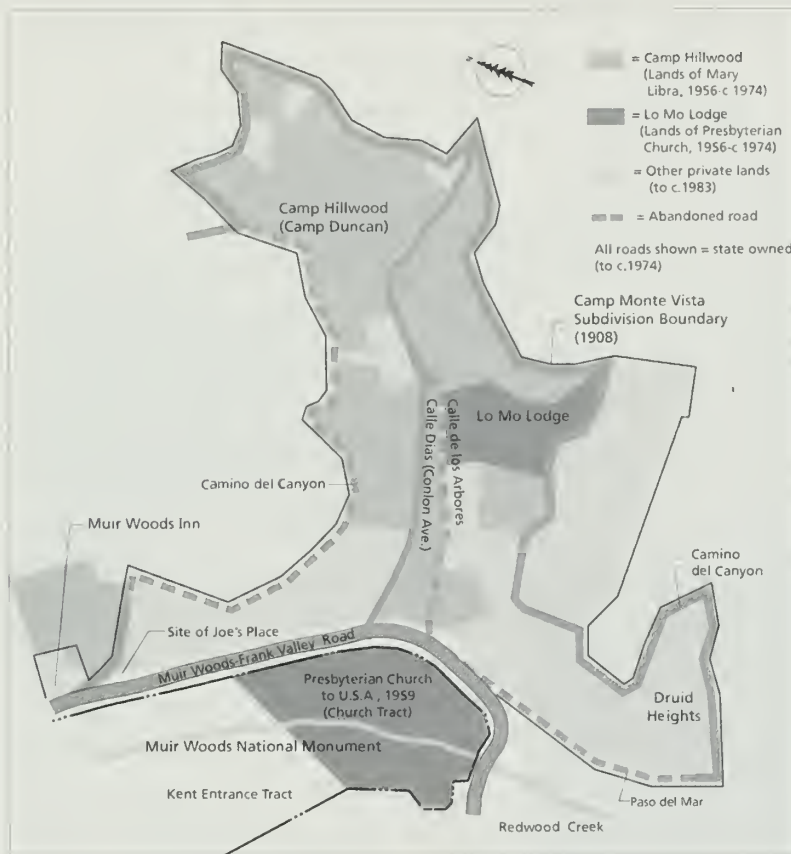 = Camp Hillwood
(Lands of Mary
Libra, 1956-c 1974)
= Lo Mo Lodge
(Lands of Presbyterian
Church, 1956-c 1974)
= Other private lands
(to c.1983)
= Abandoned road
All roads shown = state owned
(to c.1974)
Camp Hillwood
(Camp Duncan)
Camp Monte Vista
Subdivision Boundary
(1908)
Lo Mo Lodge
Calle de los Arbores
Calle Dias (Conlon Ave.)
Camino del Canyon
Muir Woods Inn
Camino
del Canyon
Site of Joe's Place
Muir Woods-Frank Valley Road
Presbyterian Church
to U.S.A, 1959
(Church Tract)
Druid
Heights
Muir Woods National Monument
Kent Entrance Tract
Paso del Mar
Redwood Creek